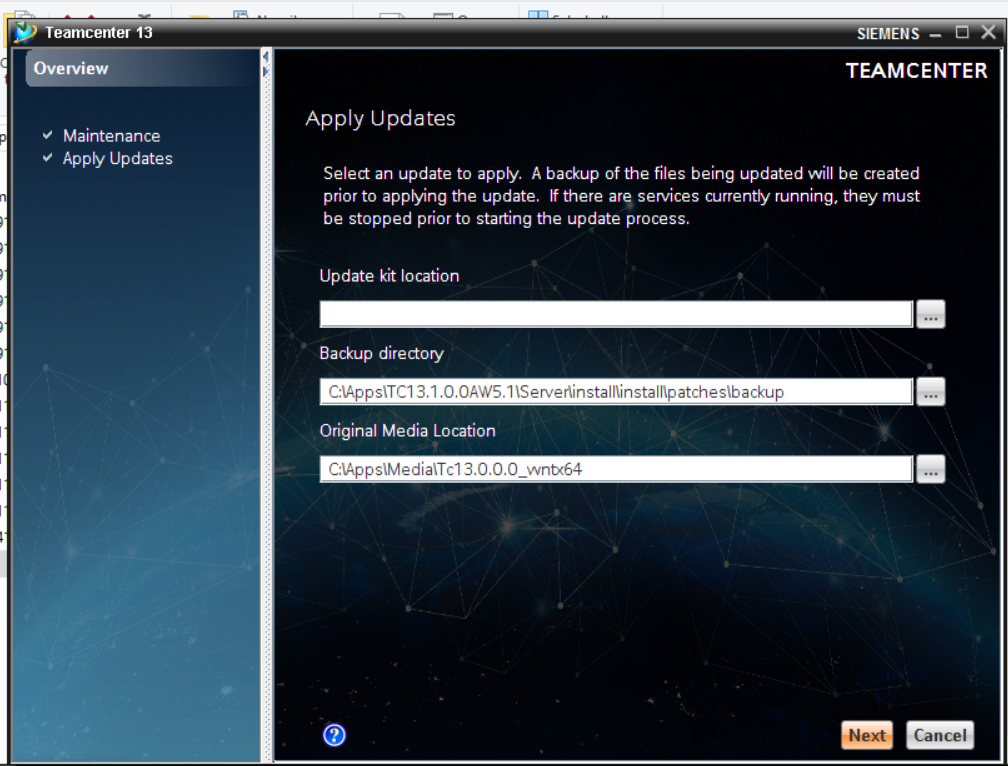 Teamcenter 13
SIEMENS
Overview
TEAMCENTER
Maintenance
Apply Updates
Apply Updates
Select an update to apply. A backup of the files being updated will be created
prior to applying the update. If there are services currently running, they must
be stopped prior to starting the update process.
Update kit location
...
Backup directory
C:\Apps\TC13.1.0.0AW5.1\Server\install\install\patches\backup
...
Original Media Location
C:\Apps\Media\Tc13.0.0.0_wntx64
...
?
Next
Cancel